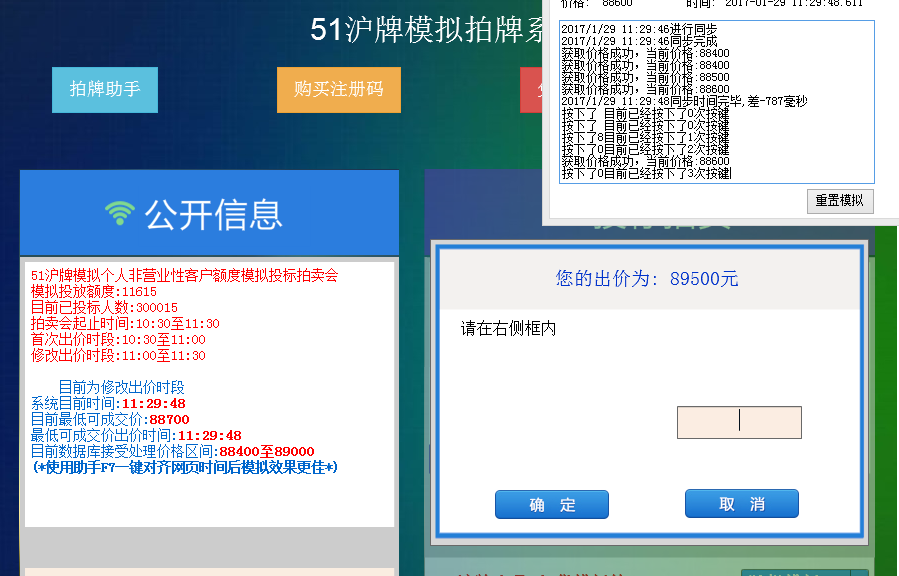 51沪牌模拟拍牌系
拍牌助手
购买注册码
价格: 88600 时间: 2017-01-29 11:29:48.611
2017/1/29 11:29:46进行同步
2017/1/29 11:29:46同步完成
获取价格成功，当前价格:88400
获取价格成功，当前价格:88400
获取价格成功，当前价格:88500
获取价格成功，当前价格:88600
2017/1/29 11:29:48同步时间完毕,差-787毫秒
按下了 目前已经按下了0次按键
按下了 目前已经按下了0次按键
按下了8目前已经按下了1次按键
按下了0目前已经按下了2次按键
获取价格成功，当前价格:88600
按下了0目前已经按下了3次按键
重置模拟
公开信息
51沪牌模拟个人非营业性客户额度模拟投标拍卖会
模拟投放额度:11615
目前已投标人数:300015
拍卖会起止时间:10:30至11:30
首次出价时段:10:30至11:00
修改出价时段:11:00至11:30
目前为修改出价时段
系统目前时间:11:29:48
目前最低可成交价:88700
最低可成交价出价时间:11:29:48
目前数据库接受处理价格区间:88400至89000
(*使用助手F7一键对齐网页时间后模拟效果更佳*)
您的出价为: 89500元
请在右侧框内
确 定
取 消